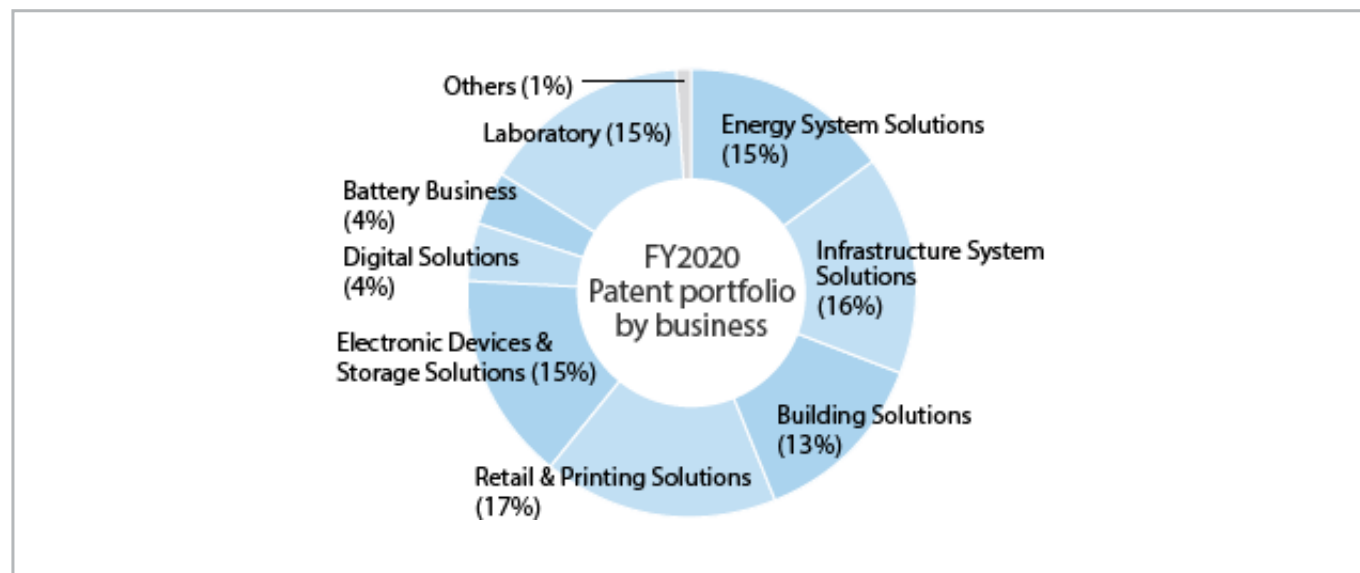 Others (1%)
Laboratory (15%)
Battery Business
(4%)
Digital Solutions
(4%)
Electronic Devices &
Storage Solutions (15%)
Retail & Printing Solutions
(17%)
Energy System Solutions
(15%)
Infrastructure System
Solutions
(16%)
Building Solutions
(13%)
FY2020
Patent portfolio
by business